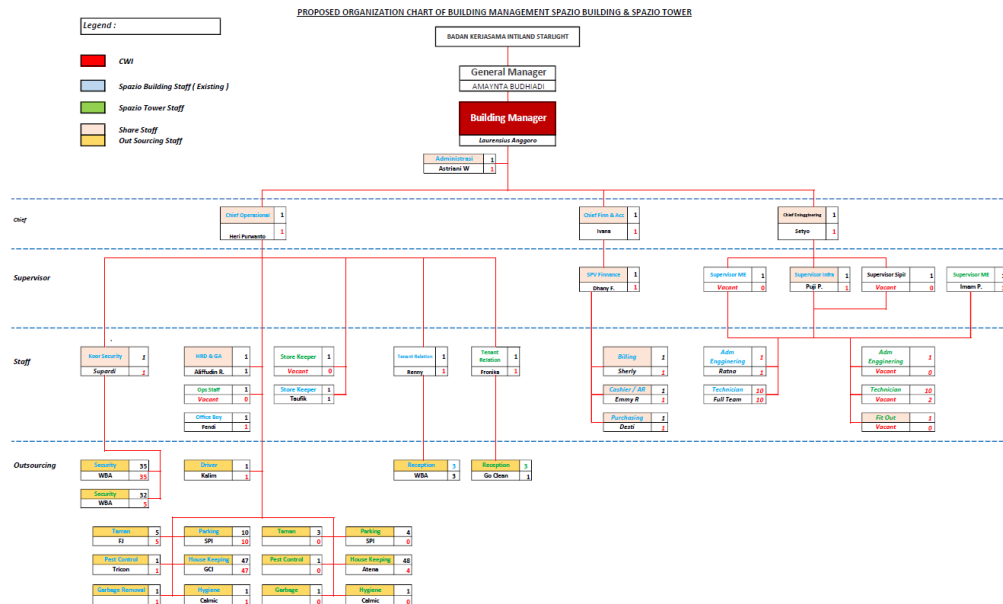 PROPOSED ORGANIZATION CHART OF BUILDING MANAGEMENT SPAZIO BUILDING & SPAZIO TOWER
Legend :
CWI
Spazio Building Staff ( Existing )
Spazio Tower Staff
Share Staff
Out Sourcing Staff
BADAN KERJASAMA INTILAND STARLIGHT
General Manager
AMAYNTA BUDHIADI
Building Manager
Laurensius Anggoro
Administrasi 1
Astriani W 1
Chief
Chief Operasional 1
Heri Purwanto 1
Chief Finn & Acc 1
Ivana 1
Chief Eningginering 1
Setyo 1
Supervisor
SPV Finnance 1
Dhany F. 1
Supervisor ME 1
Vacant 0
Supervisor Infra 1
Puji P. 1
Supervisor Sipil 1
Vacant 0
Supervisor ME 1
Imam P. 1
Staff
Koor Security 1
Supardi 1
HRD & GA 1
Aliffudin R. 1
Ops Staff 1
Vacant 0
Office Boy 1
Fendi 1
Store Keeper 1
Vacant 0
Store Keeper 1
Taufik 1
Tenant Relation 1
Renny 1
Tenant
Relation 1
Fronika 1
Billing 1
Sherly 1
Cashier / AR 1
Emmy R 1
Purchasing 1
Desti 1
Adm
Enggineering 1
Ratna 1
Technician 10
Full Team 10
Adm
Enggineering 1
Vacant 0
Technician 10
Vacant 2
Fit Out 1
Vacant 0
Outsourcing
Security 35
WBA 35
Security 32
WBA 5
Driver 1
Kalim 1
Reception 3
WBA 3
Reception 3
Go Clean 1
Taman 5
FJ 5
Parking 10
SPI 10
Taman 3
0
Parking 4
SPI 0
Pest Control 1
Tricon 1
House Keeping 47
GCI 47
Pest Control 1
0
House Keeping 48
Atena 4
Garbage Removal 1
1
Hygiene 1
Calmic 1
Garbage 1
0
Hygiene 1
Calmic 0